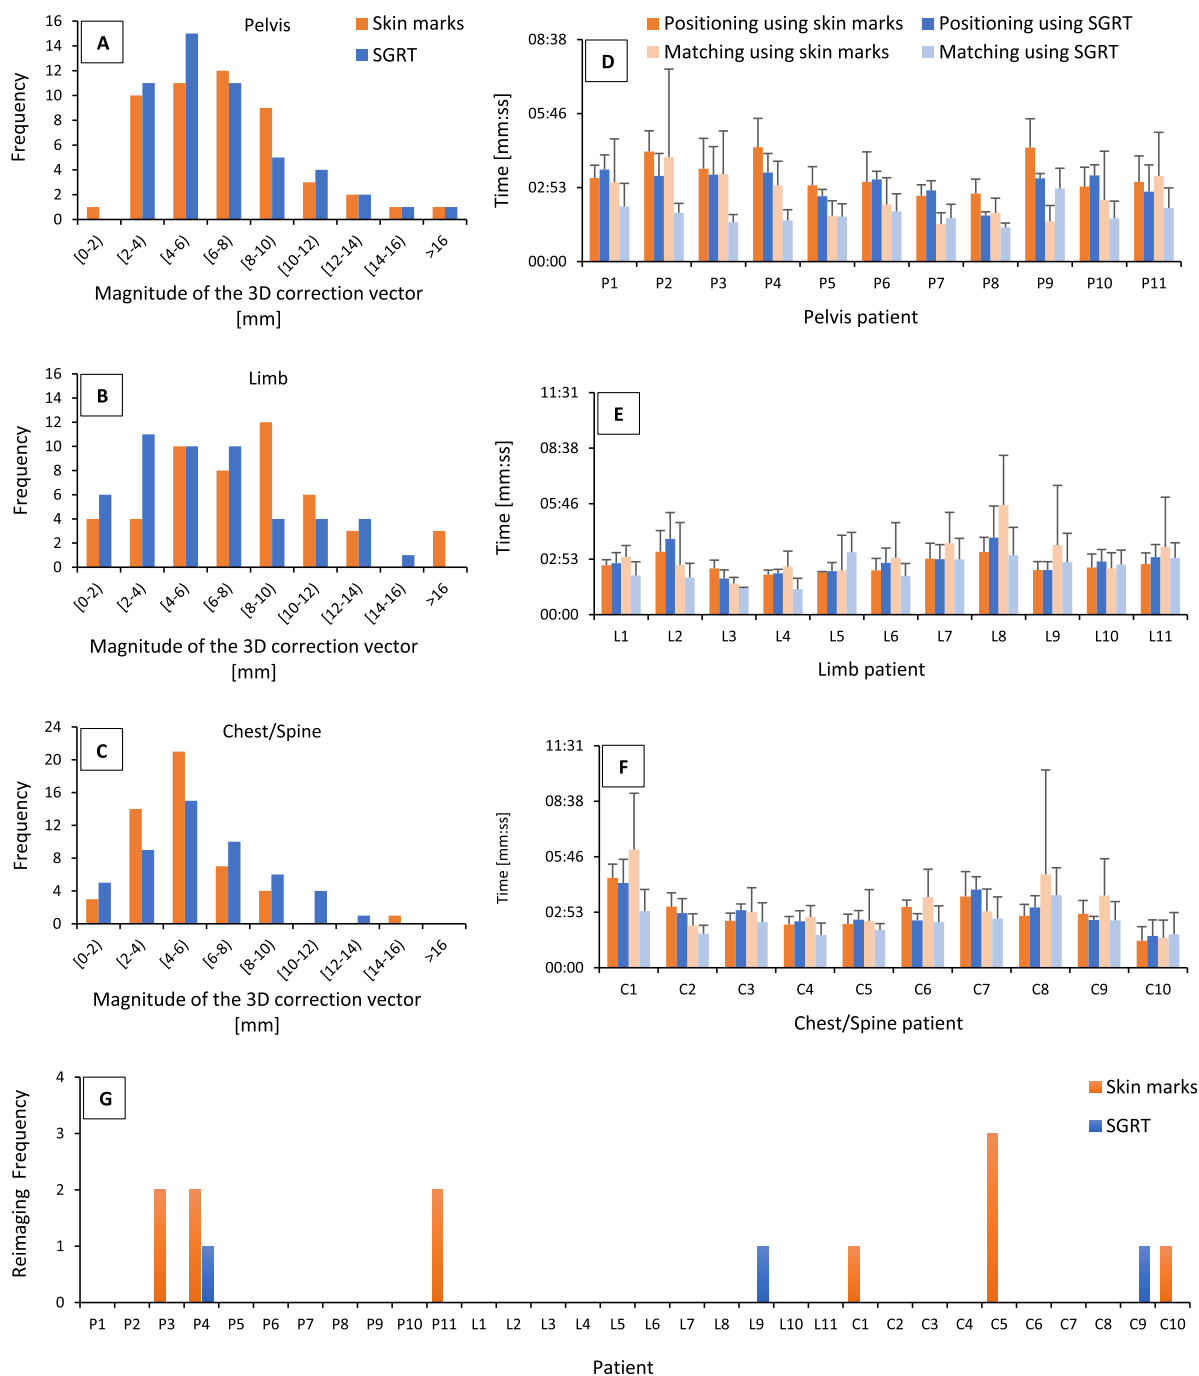 A
Pelvis
Skin marks
SGRT
Frequency
16
14
12
10
8
6
4
2
0
[0-2)
[2-4)
[4-6)
[6-8)
[8-10)
[10-12)
[12-14)
[14-16)
>16
Magnitude of the 3D correction vector
[mm]
D
Positioning using skin marks
Positioning using SGRT
Matching using skin marks
Matching using SGRT
Time [mm:ss]
08:38
05:46
02:53
00:00
P1 P2 P3 P4 P5 P6 P7 P8 P9 P10 P11
Pelvis patient
B
Limb
Frequency
16
14
12
10
8
6
4
2
0
[0-2)
[2-4)
[4-6)
[6-8)
[8-10)
[10-12)
[12-14)
[14-16)
>16
Magnitude of the 3D correction vector
[mm]
E
Time [mm:ss]
11:31
08:38
05:46
02:53
00:00
L1 L2 L3 L4 L5 L6 L7 L8 L9 L10 L11
Limb patient
C
Chest/Spine
Frequency
24
20
16
12
8
4
0
[0-2)
[2-4)
[4-6)
[6-8)
[8-10)
[10-12)
[12-14)
[14-16)
>16
Magnitude of the 3D correction vector
[mm]
F
Time [mm:ss]
11:31
08:38
05:46
02:53
00:00
C1 C2 C3 C4 C5 C6 C7 C8 C9 C10
Chest/Spine patient
G
Skin marks
SGRT
Reimaging Frequency
4
3
2
1
0
P1 P2 P3 P4 P5 P6 P7 P8 P9 P10 P11 L1 L2 L3 L4 L5 L6 L7 L8 L9 L10 L11 C1 C2 C3 C4 C5 C6 C7 C8 C9 C10
Patient